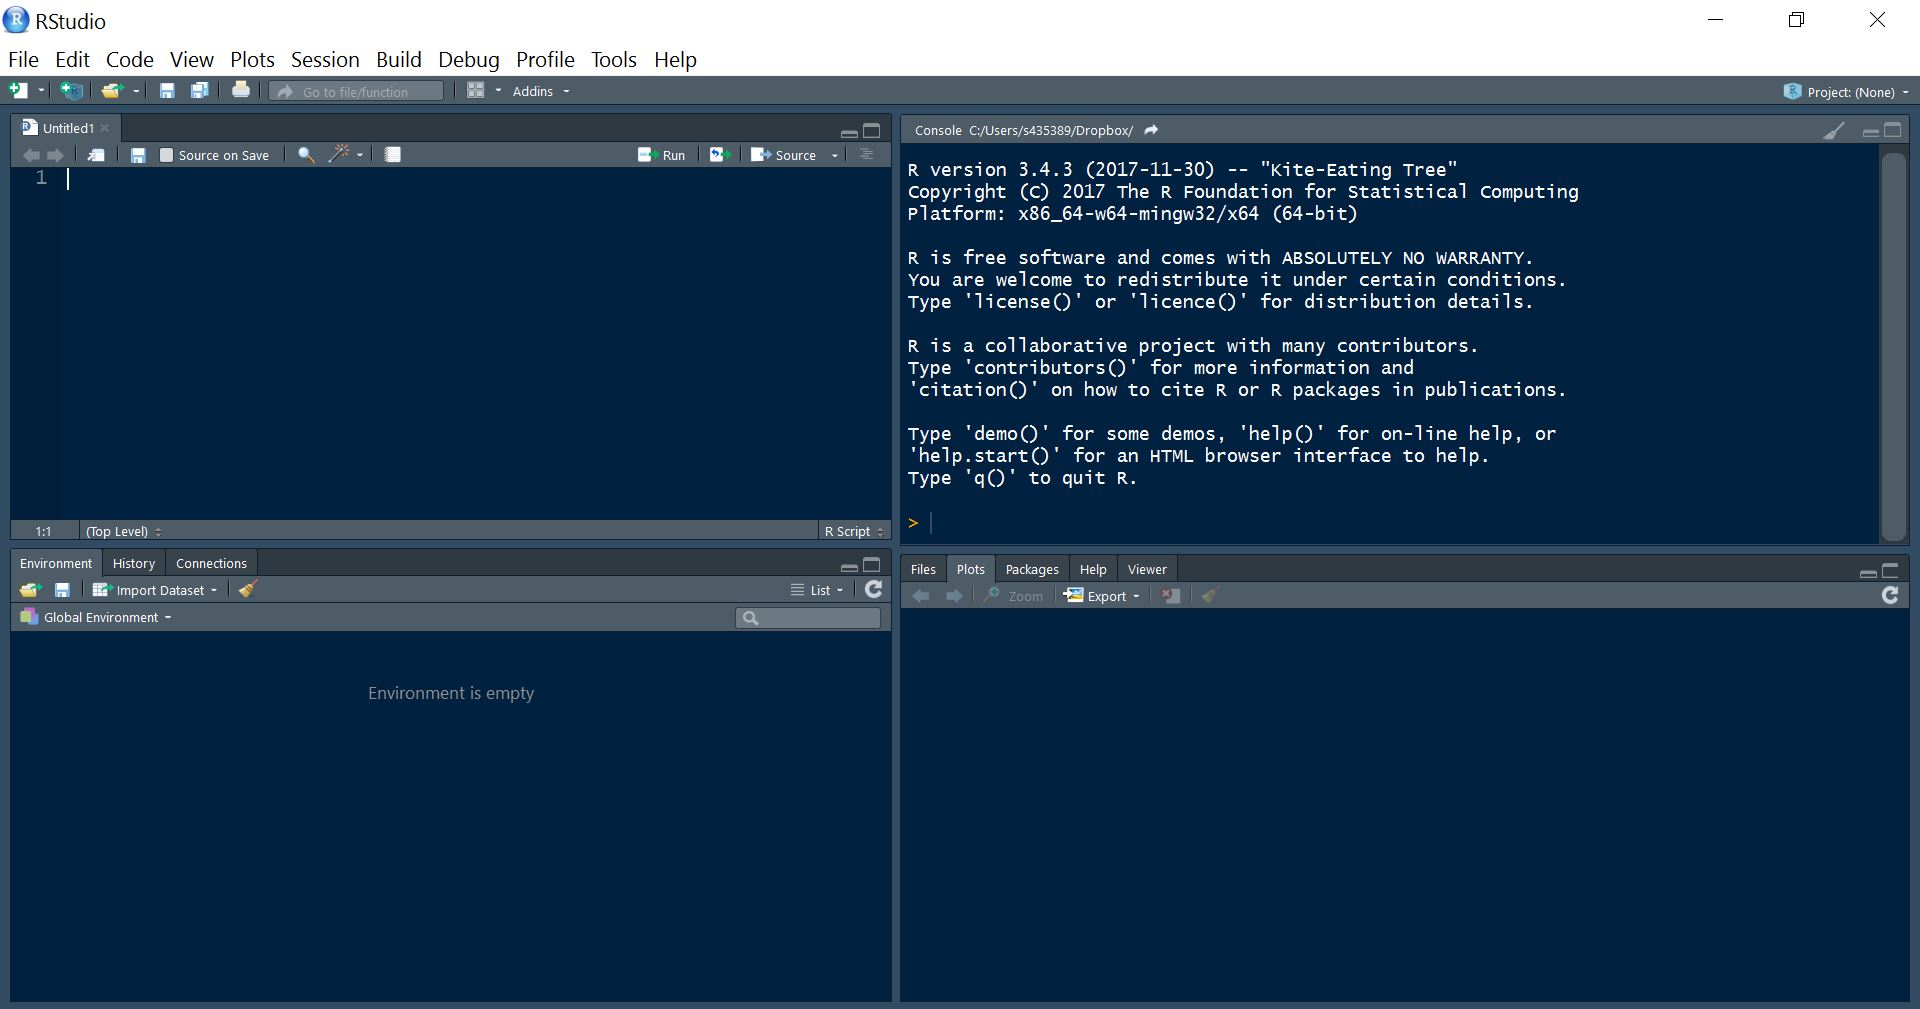 RStudio
File Edit Code View Plots Session Build Debug Profile Tools Help
Go to file/function Addins Project: (None)
Untitled1
Source on Save Run Source
1
1:1 (Top Level) R Script
Console C:/Users/s435389/Dropbox/
R version 3.4.3 (2017-11-30) -- "Kite-Eating Tree"
Copyright (C) 2017 The R Foundation for Statistical Computing
Platform: x86_64-w64-mingw32/x64 (64-bit)
R is free software and comes with ABSOLUTELY NO WARRANTY.
You are welcome to redistribute it under certain conditions.
Type 'license()' or 'licence()' for distribution details.
R is a collaborative project with many contributors.
Type 'contributors()' for more information and
'citation()' on how to cite R or R packages in publications.
Type 'demo()' for some demos, 'help()' for on-line help, or
'help.start()' for an HTML browser interface to help.
Type 'q()' to quit R.
>
Environment History Connections
Import Dataset List
Global Environment
Environment is empty
Files Plots Packages Help Viewer
Zoom Export